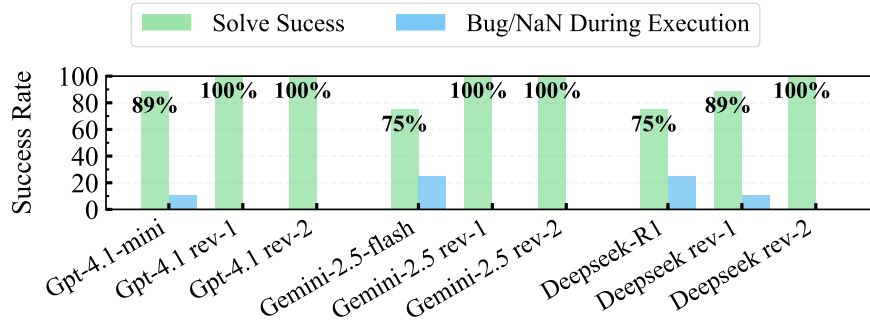 Solve Sucess Bug/NaN During Execution
Success Rate
100
80
60
40
20
0
89% 100% 100% 75% 100% 100% 75% 89% 100%
Gpt-4.1-mini
Gpt-4.1 rev-1
Gpt-4.1 rev-2
Gemini-2.5-flash
Gemini-2.5 rev-1
Gemini-2.5 rev-2
Deepseek-R1
Deepseek rev-1
Deepseek rev-2